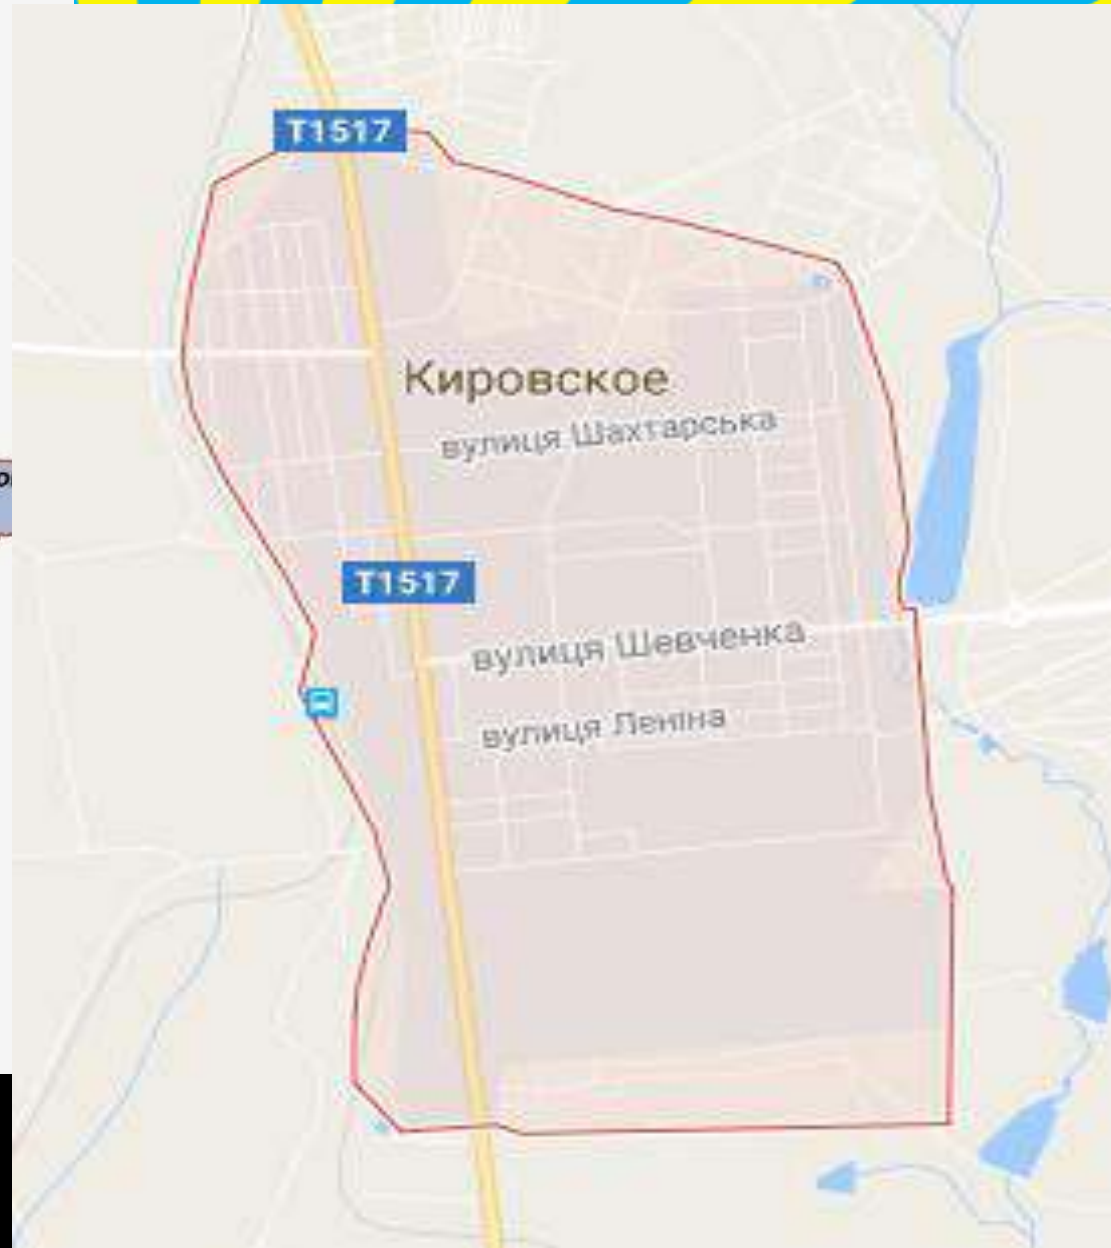 T1517
Кировское
вулиця Шахтарська
T1517
вулиця Шевченка
вулиця Леніна